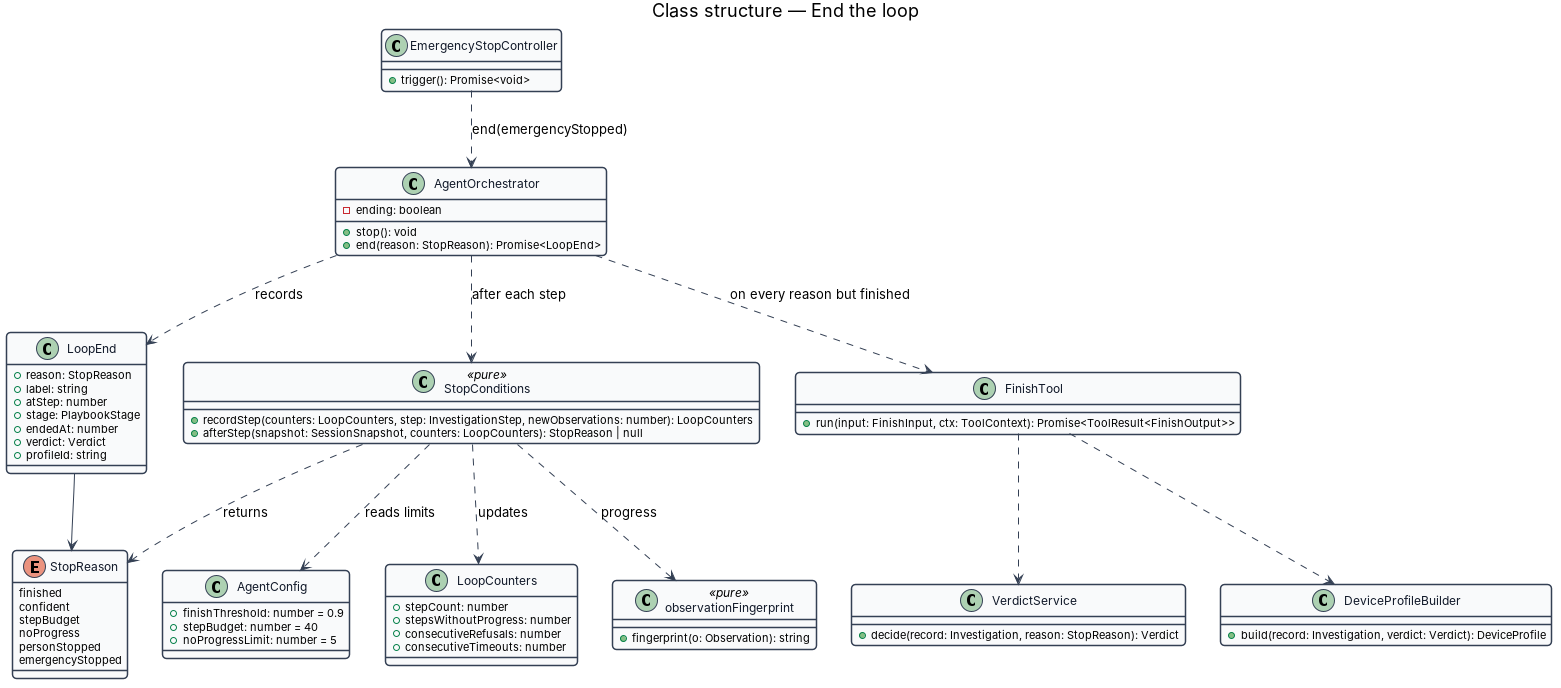 Class structure — End the loop
C EmergencyStopController
trigger(): Promise<void>
end(emergencyStopped)
C AgentOrchestrator
ending: boolean
stop(): void
end(reason: StopReason): Promise<LoopEnd>
records
after each step
on every reason but finished
C LoopEnd
reason: StopReason
label: string
atStep: number
stage: PlaybookStage
endedAt: number
verdict: Verdict
profileId: string
«pure»
C StopConditions
recordStep(counters: LoopCounters, step: InvestigationStep, newObservations: number): LoopCounters
afterStep(snapshot: SessionSnapshot, counters: LoopCounters): StopReason | null
C FinishTool
run(input: FinishInput, ctx: ToolContext): Promise<ToolResult<FinishOutput>>
returns
reads limits
updates
progress
E StopReason
finished
confident
stepBudget
noProgress
personStopped
emergencyStopped
C AgentConfig
finishThreshold: number = 0.9
stepBudget: number = 40
noProgressLimit: number = 5
C LoopCounters
stepCount: number
stepsWithoutProgress: number
consecutiveRefusals: number
consecutiveTimeouts: number
«pure»
C observationFingerprint
fingerprint(o: Observation): string
C VerdictService
decide(record: Investigation, reason: StopReason): Verdict
C DeviceProfileBuilder
build(record: Investigation, verdict: Verdict): DeviceProfile